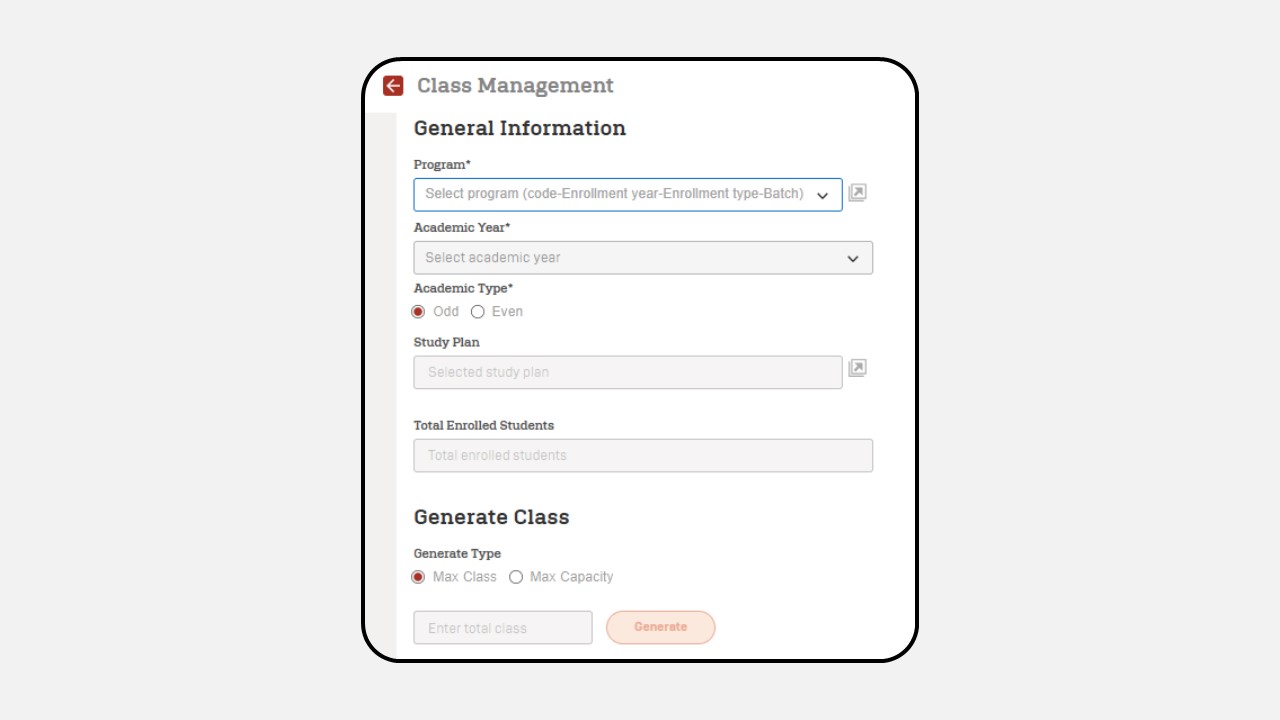 Class Management
General Information
Program*
Select program (code-Enrollment year-Enrollment type-Batch)
Academic Year*
Select academic year
Academic Type*
Odd Even
Study Plan
Selected study plan
Total Enrolled Students
Total enrolled students
Generate Class
Generate Type
Max Class Max Capacity
Enter total class Generate